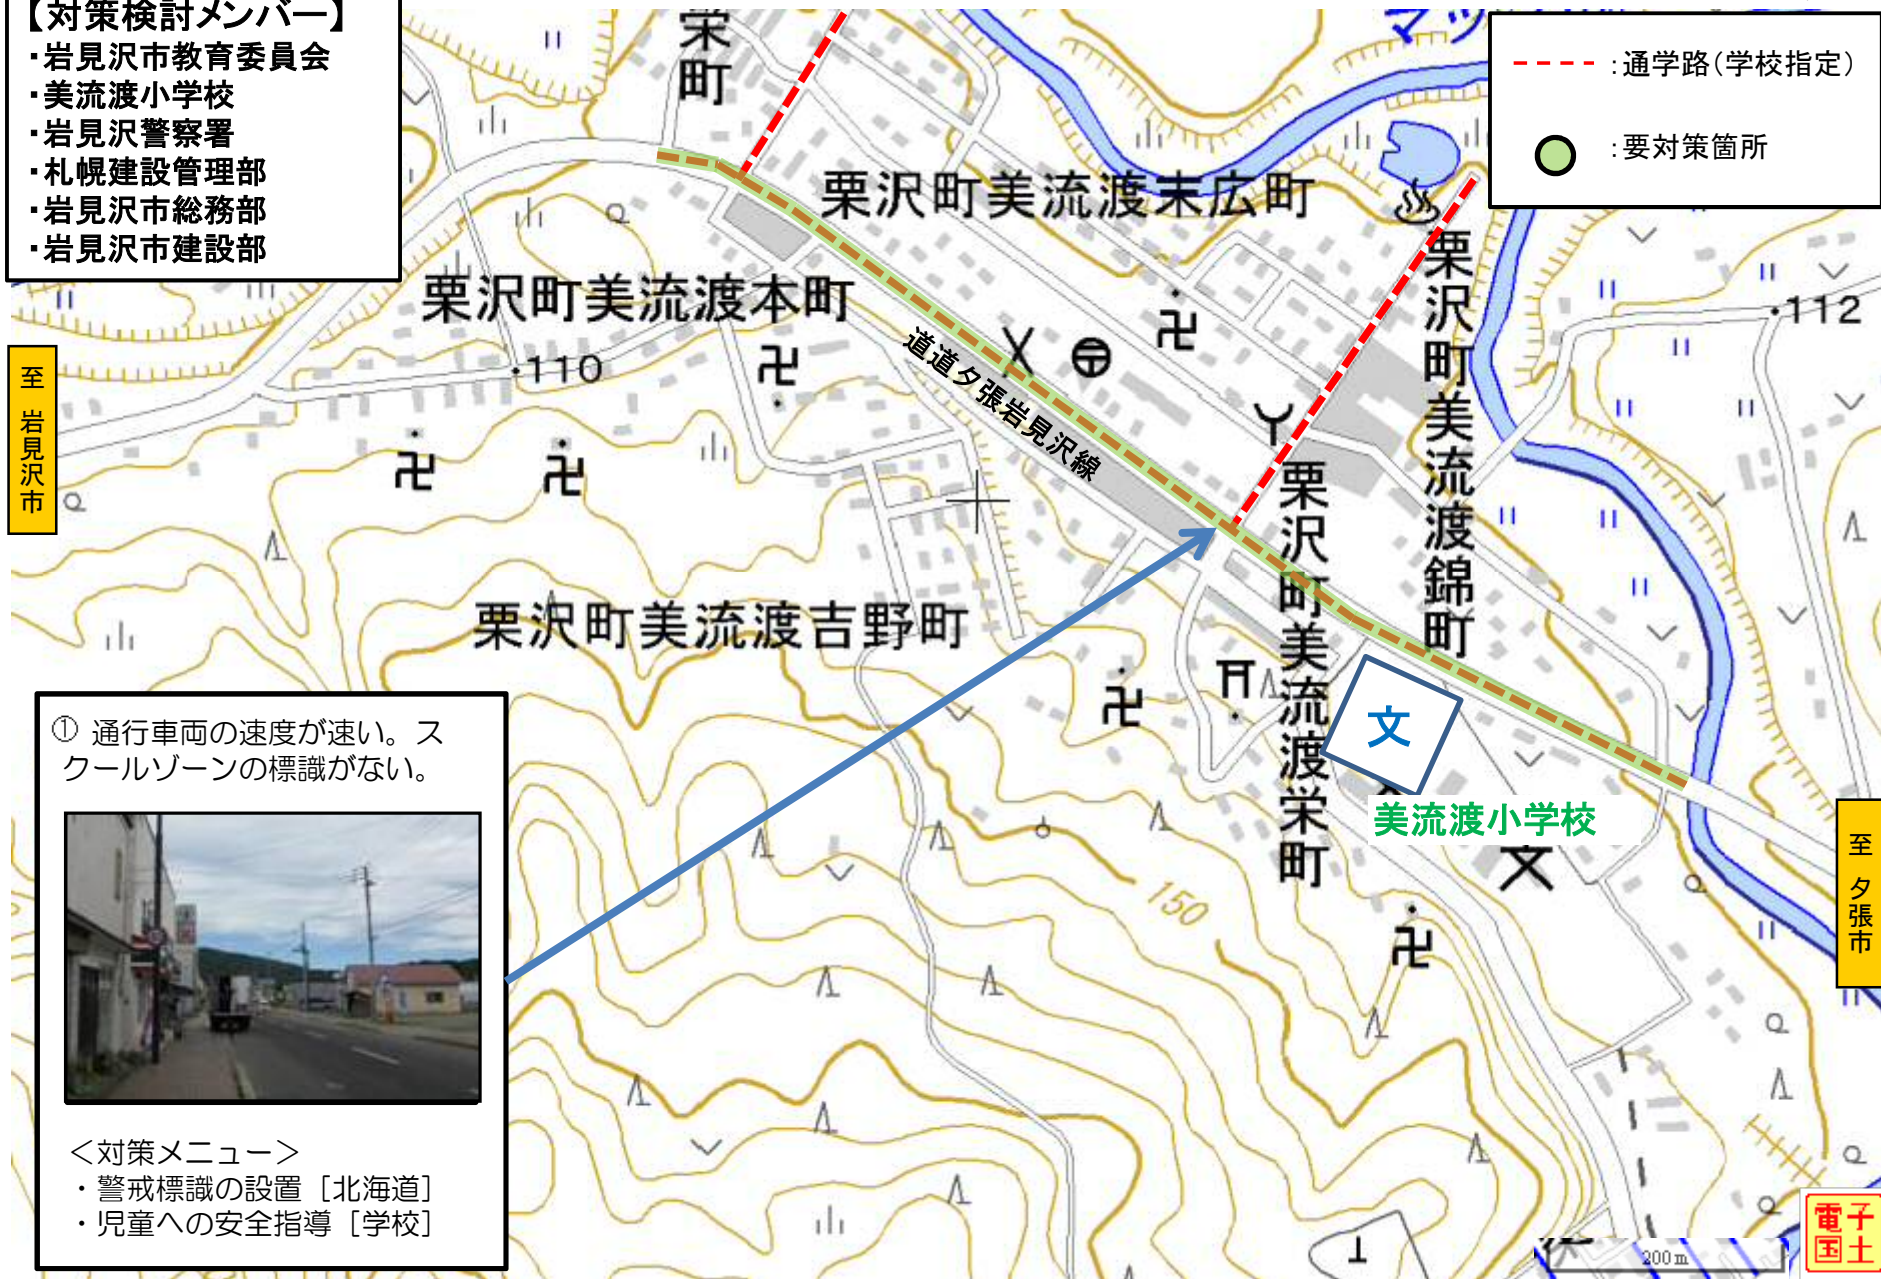 【対策検討メンバー】
・岩見沢市教育委員会
・美流渡小学校
・岩見沢警察署
・札幌建設管理部
・岩見沢市総務部
・岩見沢市建設部
：通学路（学校指定）
：要対策箇所
栄町
栗沢町美流渡末広町
栗沢町美流渡本町
110
112
道道夕張岩見沢線
栗沢町美流渡錦町
栗沢町美流渡栄町
栗沢町美流渡吉野町
至 岩見沢市
文
美流渡小学校
至 夕張市
150
① 通行車両の速度が速い。ス
クールゾーンの標識がない。
＜対策メニュー＞
・警戒標識の設置［北海道］
・児童への安全指導［学校］
200m
電子
国土